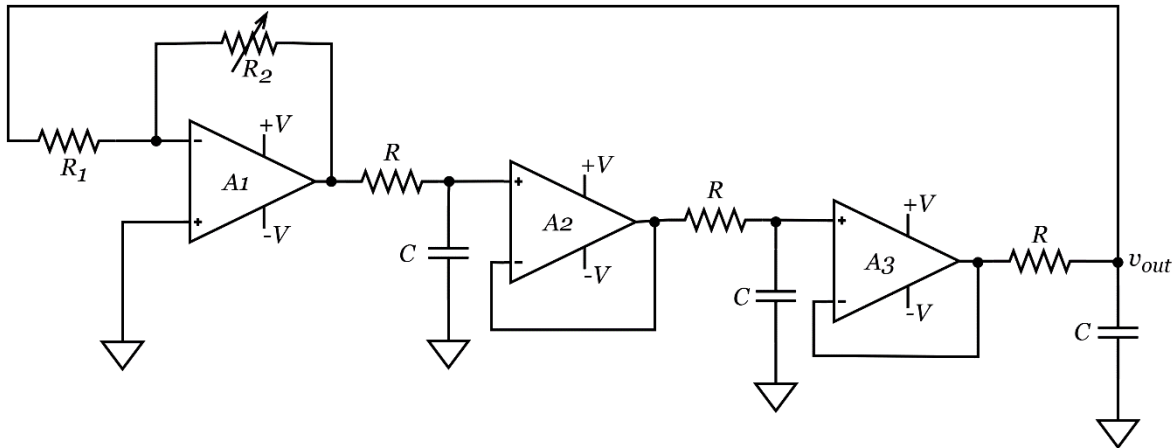 R2
+V
-
R1
A1
+
-V
R
C
+
+V
A2
-
-V
R
C
+
+V
A3
-
-V
R
vout
C